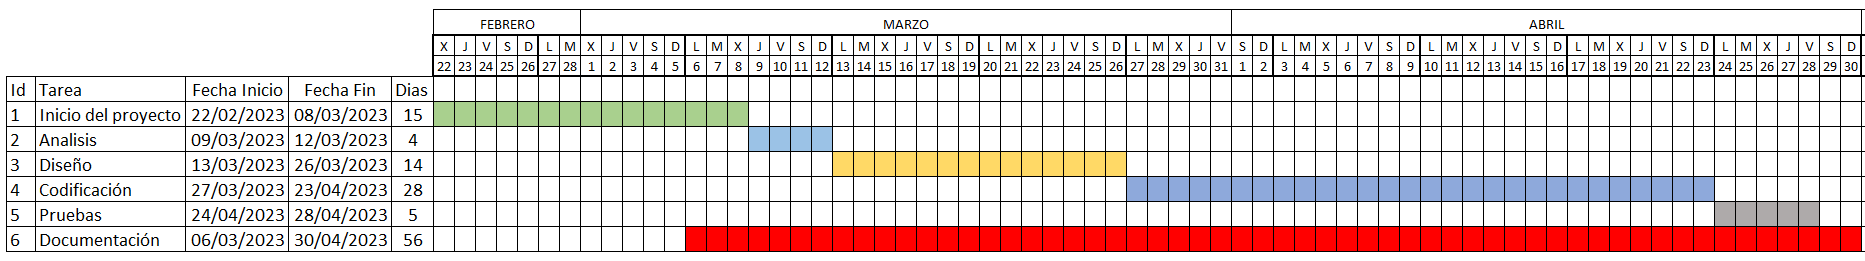 FEBRERO MARZO ABRIL
X J V S D L M X J V S D L M X J V S D L M X J V S D L M X J V S D L M X J V S D L M X J V S D L M X J V S D L M X J V S D L M X J V S D
22 23 24 25 26 27 28 1 2 3 4 5 6 7 8 9 10 11 12 13 14 15 16 17 18 19 20 21 22 23 24 25 26 27 28 29 30 31 1 2 3 4 5 6 7 8 9 10 11 12 13 14 15 16 17 18 19 20 21 22 23 24 25 26 27 28 29 30
Id Tarea Fecha Inicio Fecha Fin Dias
1 Inicio del proyecto 22/02/2023 08/03/2023 15
2 Analisis 09/03/2023 12/03/2023 4
3 Diseño 13/03/2023 26/03/2023 14
4 Codificación 27/03/2023 23/04/2023 28
5 Pruebas 24/04/2023 28/04/2023 5
6 Documentación 06/03/2023 30/04/2023 56